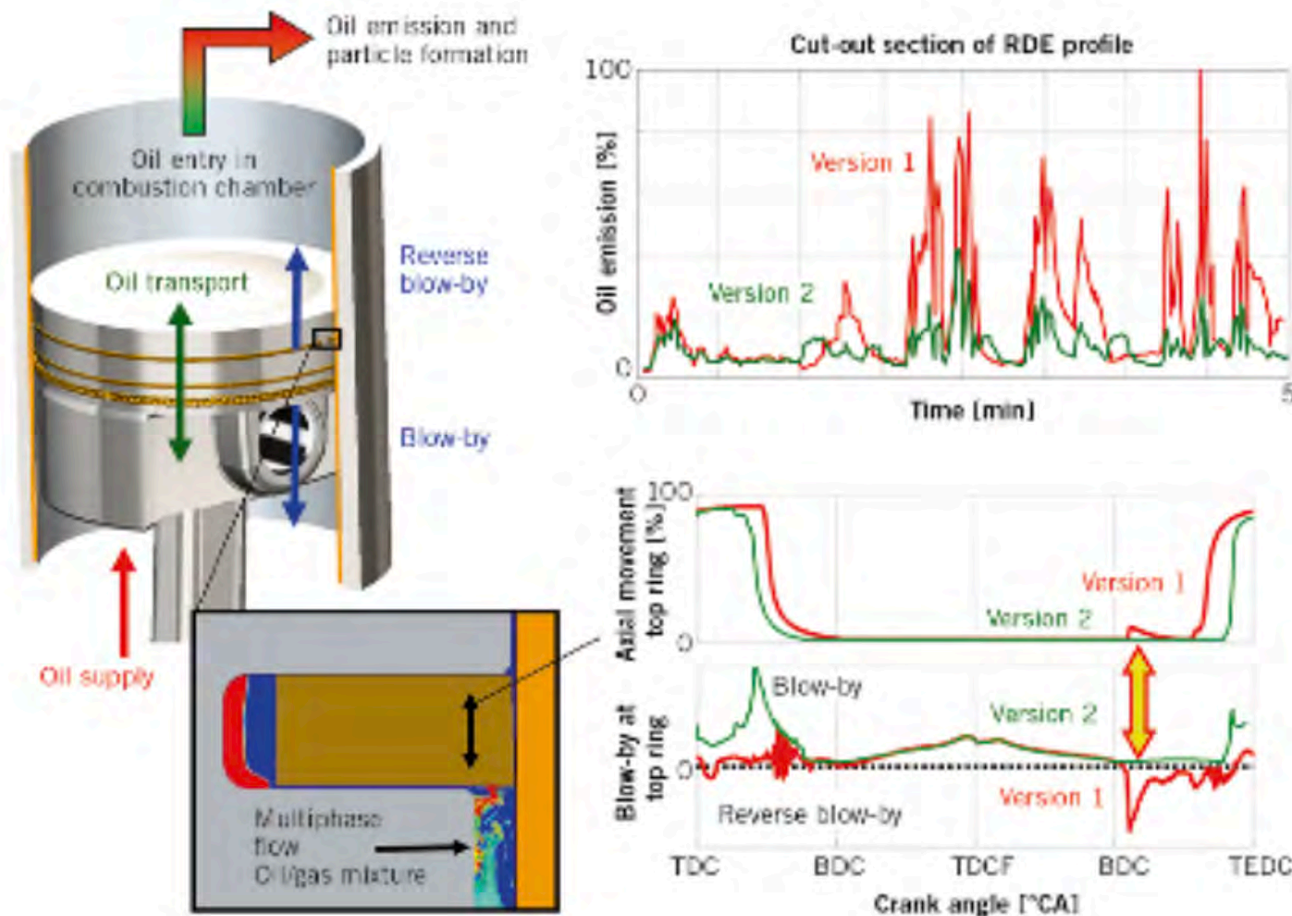 Oil emission and
particle formation
Oil entry in
combustion chamber
Oil transport
Reverse
blow-by
Blow-by
Oil supply
Multiphase
flow
Oil/gas mixture
Cut-out section of RDE profile
Oil emission [%]
100
0
Version 1
Version 2
0
5
Time [min]
Axial movement
top ring [%]
100
0
Version 1
Version 2
Blow-by at
top ring
0
Blow-by
Version 2
Version 1
Reverse blow-by
TDC
BDC
TDCF
BDC
TEDC
Crank angle [°CA]